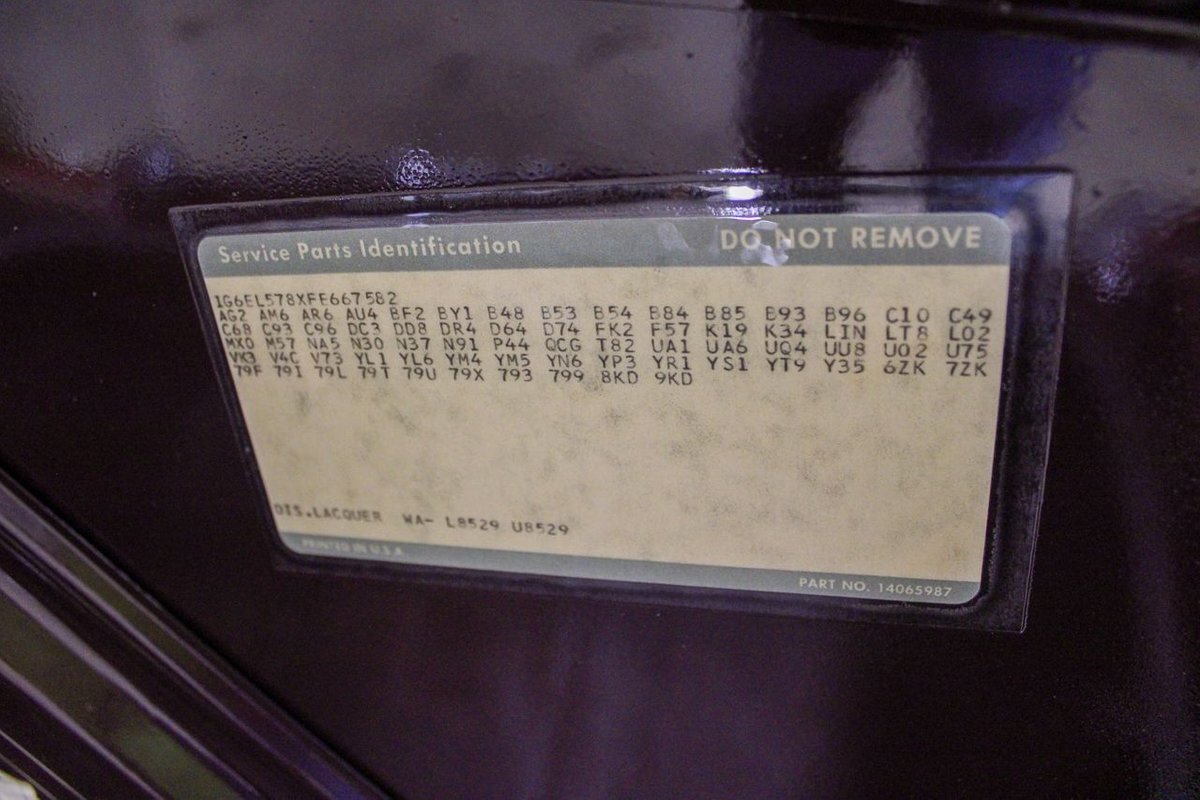 Service Parts Identification DO NOT REMOVE
1G6EL578XFE667582
AG2 AM6 AR6 AU4 BF2 BY1 B48 B53 B54 B84 B85 B93 B96 C10 C49
C68 C93 C96 DC3 DD8 DR4 D64 D74 FK2 F57 K19 K34 LIN LT8 L02
MX0 M57 NA5 N30 N37 N91 P44 QCG T82 UA1 UA6 UQ4 UU8 U02 U75
VK3 V4C V73 YL1 YL6 YM4 YM5 YN6 YP3 YR1 YS1 YT9 Y35 6ZK 7ZK
79F 79I 79L 79T 79U 79X 793 799 8KD 9KD
DIS.LACQUER WA- L8529 U8529
PRINTED IN U.S.A
PART NO. 14065987